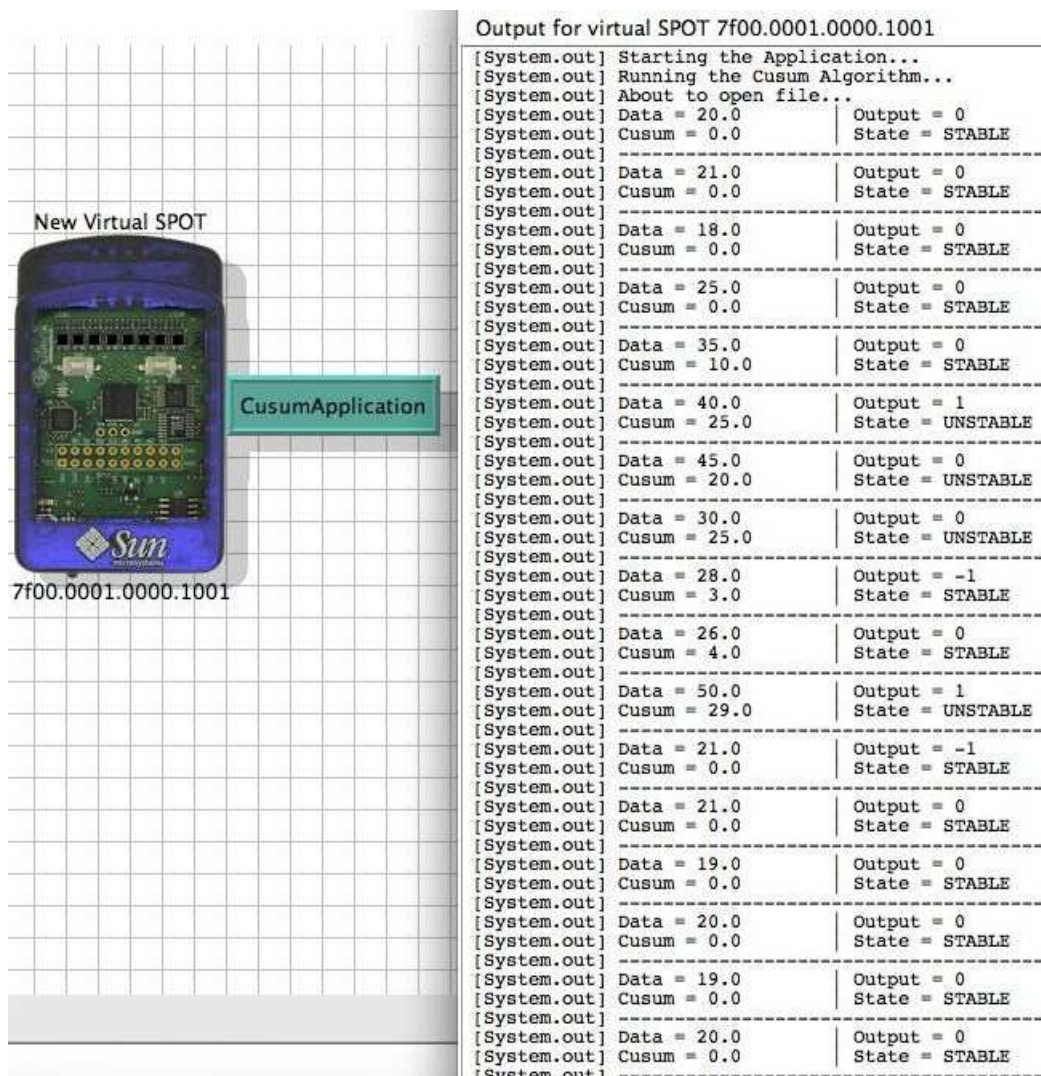 New Virtual SPOT
Sun
microsystems
7f00.0001.0000.1001
CusumApplication
Output for virtual SPOT 7f00.0001.0000.1001
[System.out] Starting the Application...
[System.out] Running the Cusum Algorithm...
[System.out] About to open file...
[System.out] Data = 20.0 | Output = 0
[System.out] Cusum = 0.0 | State = STABLE
[System.out] ----------------------------------------
[System.out] Data = 21.0 | Output = 0
[System.out] Cusum = 0.0 | State = STABLE
[System.out] ----------------------------------------
[System.out] Data = 18.0 | Output = 0
[System.out] Cusum = 0.0 | State = STABLE
[System.out] ----------------------------------------
[System.out] Data = 25.0 | Output = 0
[System.out] Cusum = 0.0 | State = STABLE
[System.out] ----------------------------------------
[System.out] Data = 35.0 | Output = 0
[System.out] Cusum = 10.0 | State = STABLE
[System.out] ----------------------------------------
[System.out] Data = 40.0 | Output = 1
[System.out] Cusum = 25.0 | State = UNSTABLE
[System.out] ----------------------------------------
[System.out] Data = 45.0 | Output = 0
[System.out] Cusum = 20.0 | State = UNSTABLE
[System.out] ----------------------------------------
[System.out] Data = 30.0 | Output = 0
[System.out] Cusum = 25.0 | State = UNSTABLE
[System.out] ----------------------------------------
[System.out] Data = 28.0 | Output = -1
[System.out] Cusum = 3.0 | State = STABLE
[System.out] ----------------------------------------
[System.out] Data = 26.0 | Output = 0
[System.out] Cusum = 4.0 | State = STABLE
[System.out] ----------------------------------------
[System.out] Data = 50.0 | Output = 1
[System.out] Cusum = 29.0 | State = UNSTABLE
[System.out] ----------------------------------------
[System.out] Data = 21.0 | Output = -1
[System.out] Cusum = 0.0 | State = STABLE
[System.out] ----------------------------------------
[System.out] Data = 21.0 | Output = 0
[System.out] Cusum = 0.0 | State = STABLE
[System.out] ----------------------------------------
[System.out] Data = 19.0 | Output = 0
[System.out] Cusum = 0.0 | State = STABLE
[System.out] ----------------------------------------
[System.out] Data = 20.0 | Output = 0
[System.out] Cusum = 0.0 | State = STABLE
[System.out] ----------------------------------------
[System.out] Data = 19.0 | Output = 0
[System.out] Cusum = 0.0 | State = STABLE
[System.out] ----------------------------------------
[System.out] Data = 20.0 | Output = 0
[System.out] Cusum = 0.0 | State = STABLE
[System.out] ----------------------------------------